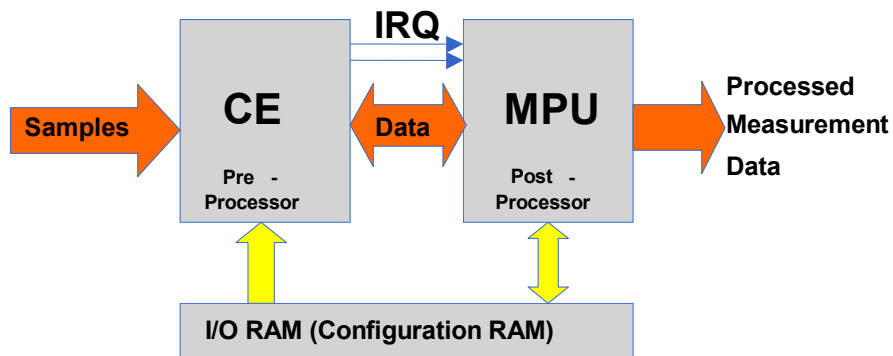 IRQ
Samples
CE
Pre -
Processor
Data
MPU
Post -
Processor
Processed
Measurement
Data
I/O RAM (Configuration RAM)